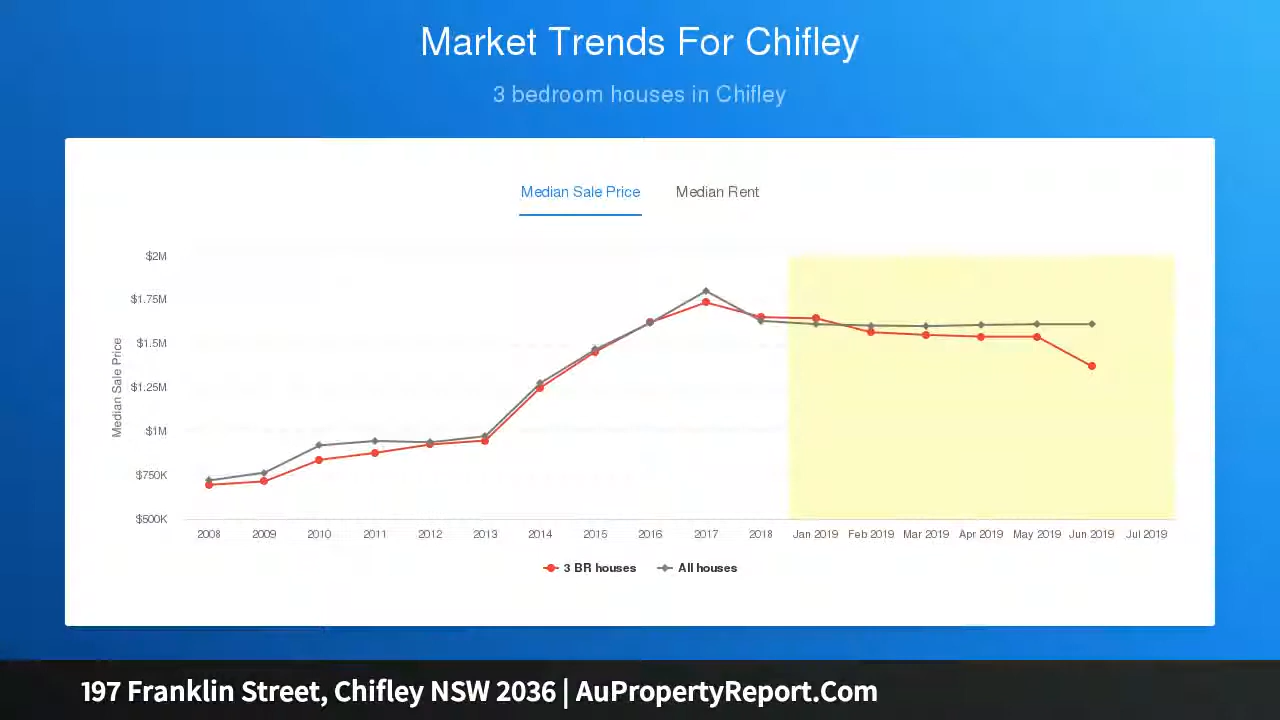 Market Trends For Chifley
3 bedroom houses in Chifley
Median Sale Price Median Rent
Median Sale Price
$2M
$1.75M
$1.5M
$1.25M
$1M
$750K
$500K
2008 2009 2010 2011 2012 2013 2014 2015 2016 2017 2018 Jan 2019 Feb 2019 Mar 2019 Apr 2019 May 2019 Jun 2019 Jul 2019
3 BR houses All houses
197 Franklin Street, Chifley NSW 2036 | AuPropertyReport.Com